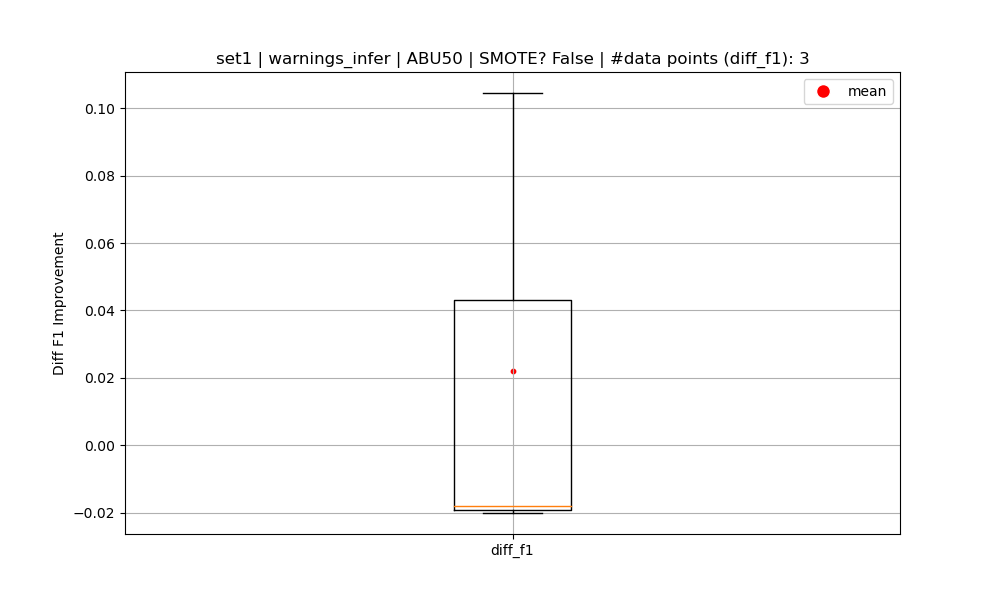 set1 | warnings_infer | ABU50 | SMOTE? False | #data points (diff_f1): 3
mean
0.10
0.08
0.06
0.04
0.02
0.00
−0.02
Diff F1 Improvement
diff_f1